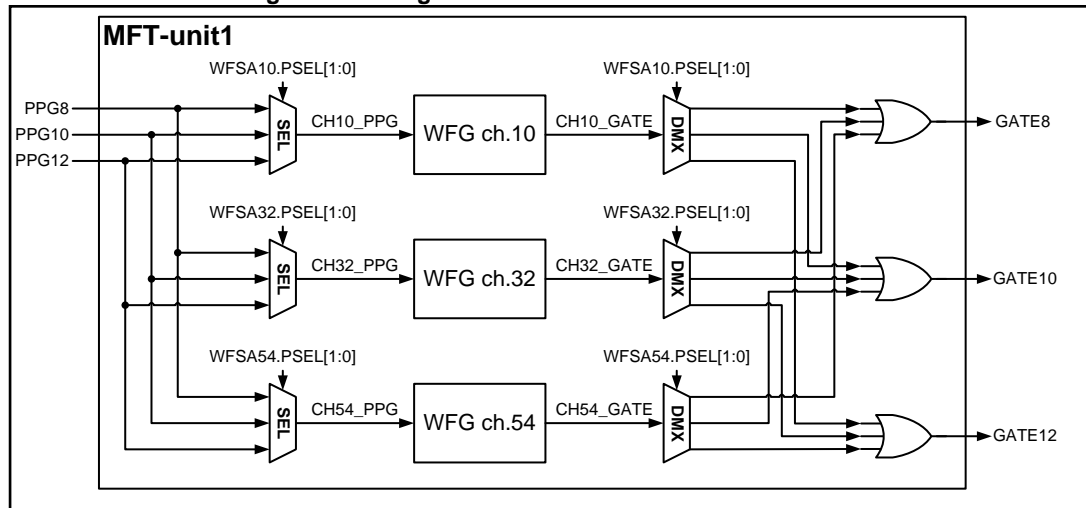 MFT-unit1
WFSA10.PSEL[1:0] WFSA10.PSEL[1:0]
PPG8
PPG10
PPG12
SEL
CH10_PPG
WFG ch.10
CH10_GATE
DMX
GATE8
WFSA32.PSEL[1:0] WFSA32.PSEL[1:0]
SEL
CH32_PPG
WFG ch.32
CH32_GATE
DMX
GATE10
WFSA54.PSEL[1:0] WFSA54.PSEL[1:0]
SEL
CH54_PPG
WFG ch.54
CH54_GATE
DMX
GATE12